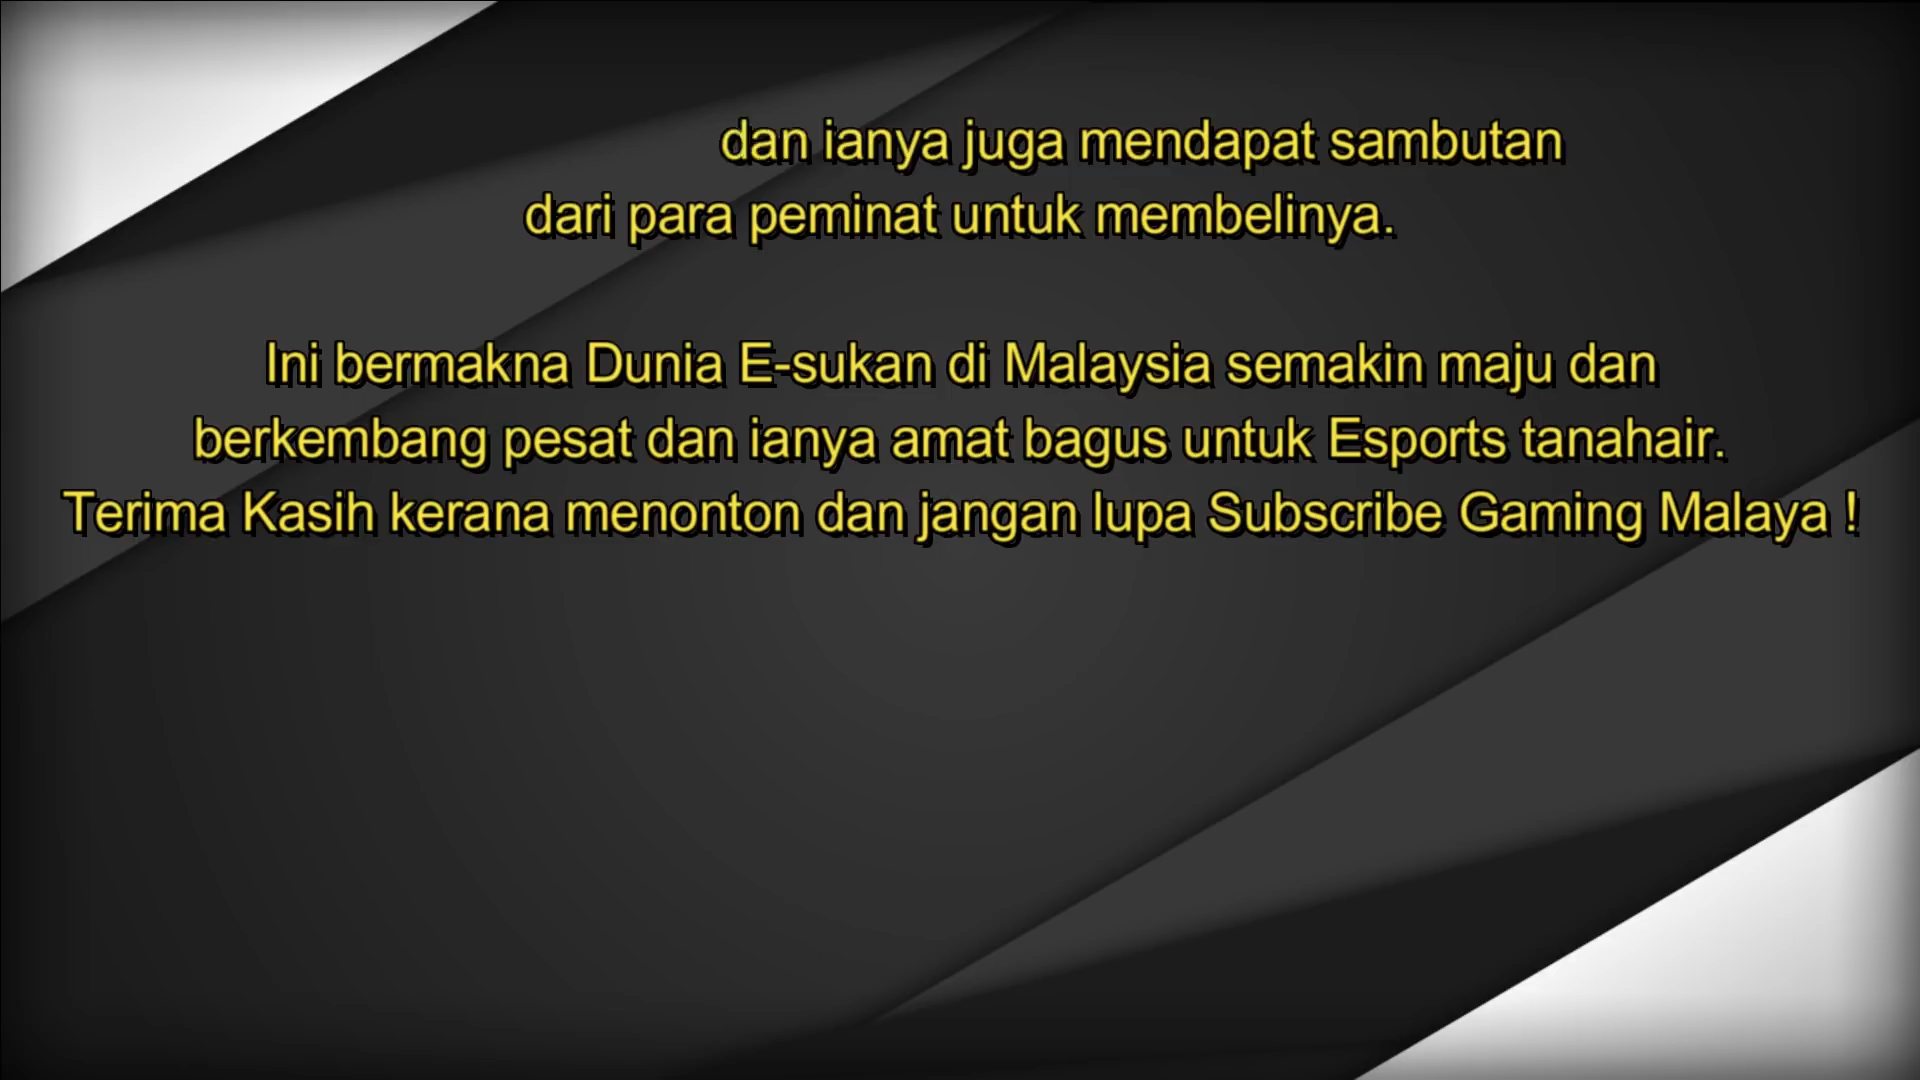 dan ianya juga mendapat sambutan
dari para peminat untuk membelinya.
Ini bermakna Dunia E-sukan di Malaysia semakin maju dan
berkembang pesat dan ianya amat bagus untuk Esports tanahair.
Terima Kasih kerana menonton dan jangan lupa Subscribe Gaming Malaya !